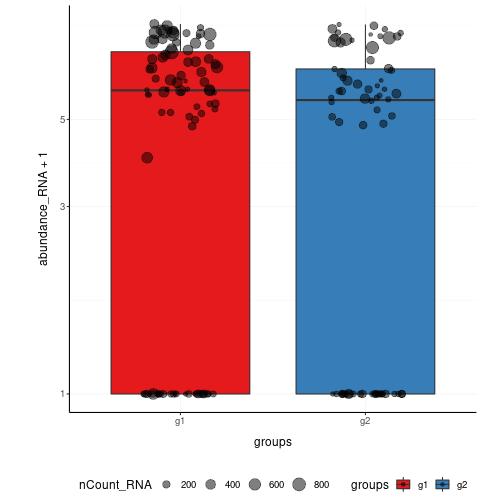 abundance_RNA + 1
5
3
1
g1 g2
groups
nCount_RNA 200 400 600 800 groups g1 g2